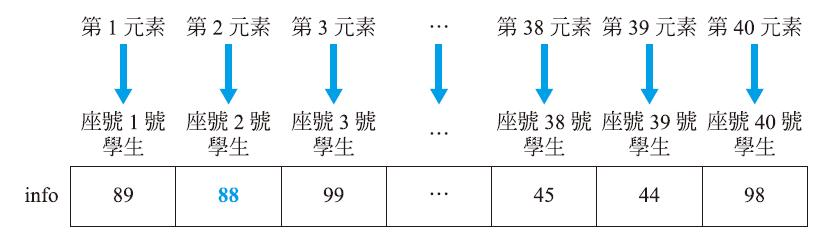 第 1 元素 第 2 元素 第 3 元素 … 第 38 元素 第 39 元素 第 40 元素
座號 1 號 座號 2 號 座號 3 號 … 座號 38 號 座號 39 號 座號 40 號
學生 學生 學生 學生 學生 學生
info 89 88 99 … 45 44 98